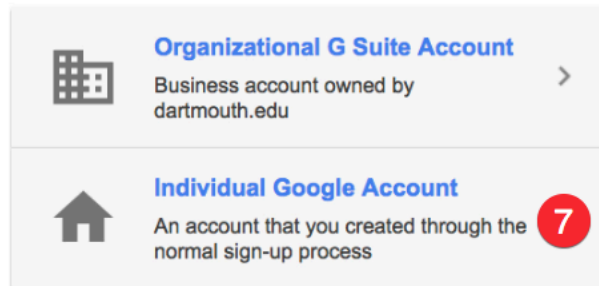 Organizational G Suite Account
Business account owned by
dartmouth.edu
Individual Google Account
An account that you created through the
normal sign-up process
7